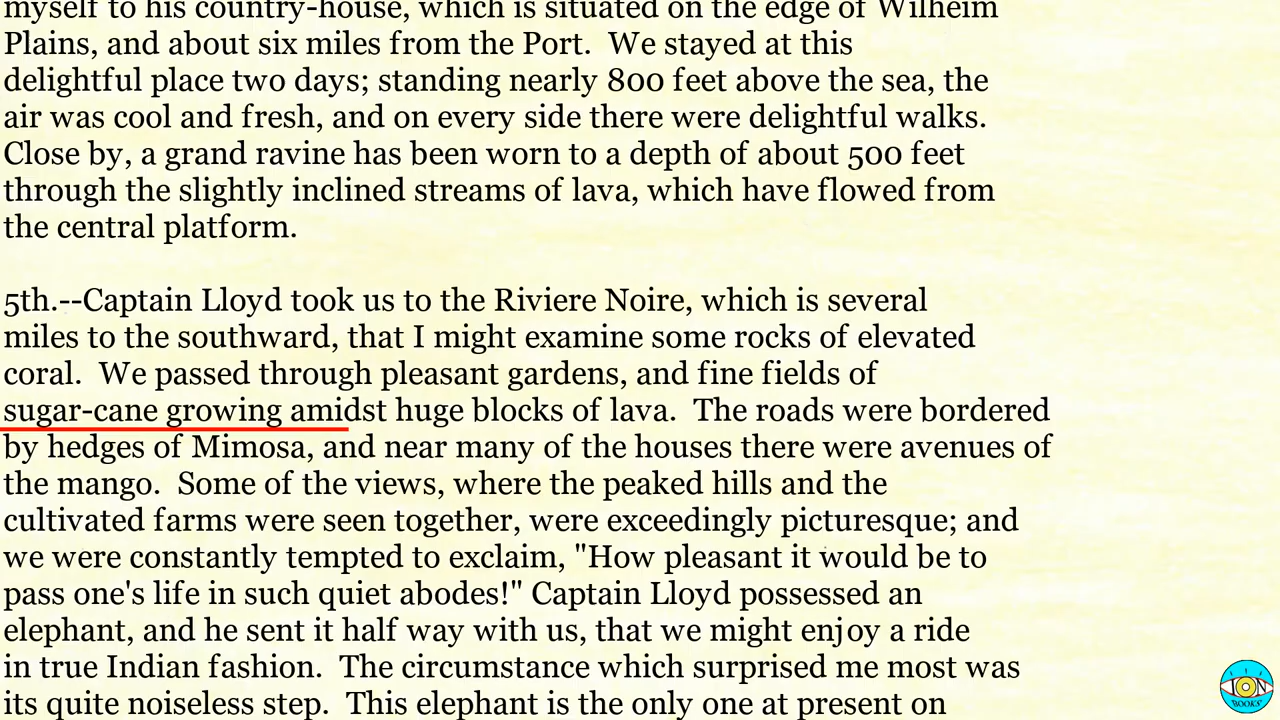 myself to his country-house, which is situated on the edge of Wilheim
Plains, and about six miles from the Port.  We stayed at this
delightful place two days; standing nearly 800 feet above the sea, the
air was cool and fresh, and on every side there were delightful walks.
Close by, a grand ravine has been worn to a depth of about 500 feet
through the slightly inclined streams of lava, which have flowed from
the central platform.
5th.--Captain Lloyd took us to the Riviere Noire, which is several
miles to the southward, that I might examine some rocks of elevated
coral.  We passed through pleasant gardens, and fine fields of
sugar-cane growing amidst huge blocks of lava.  The roads were bordered
by hedges of Mimosa, and near many of the houses there were avenues of
the mango.  Some of the views, where the peaked hills and the
cultivated farms were seen together, were exceedingly picturesque; and
we were constantly tempted to exclaim, "How pleasant it would be to
pass one's life in such quiet abodes!" Captain Lloyd possessed an
elephant, and he sent it half way with us, that we might enjoy a ride
in true Indian fashion.  The circumstance which surprised me most was
its quite noiseless step.  This elephant is the only one at present on
ION
BOOKS